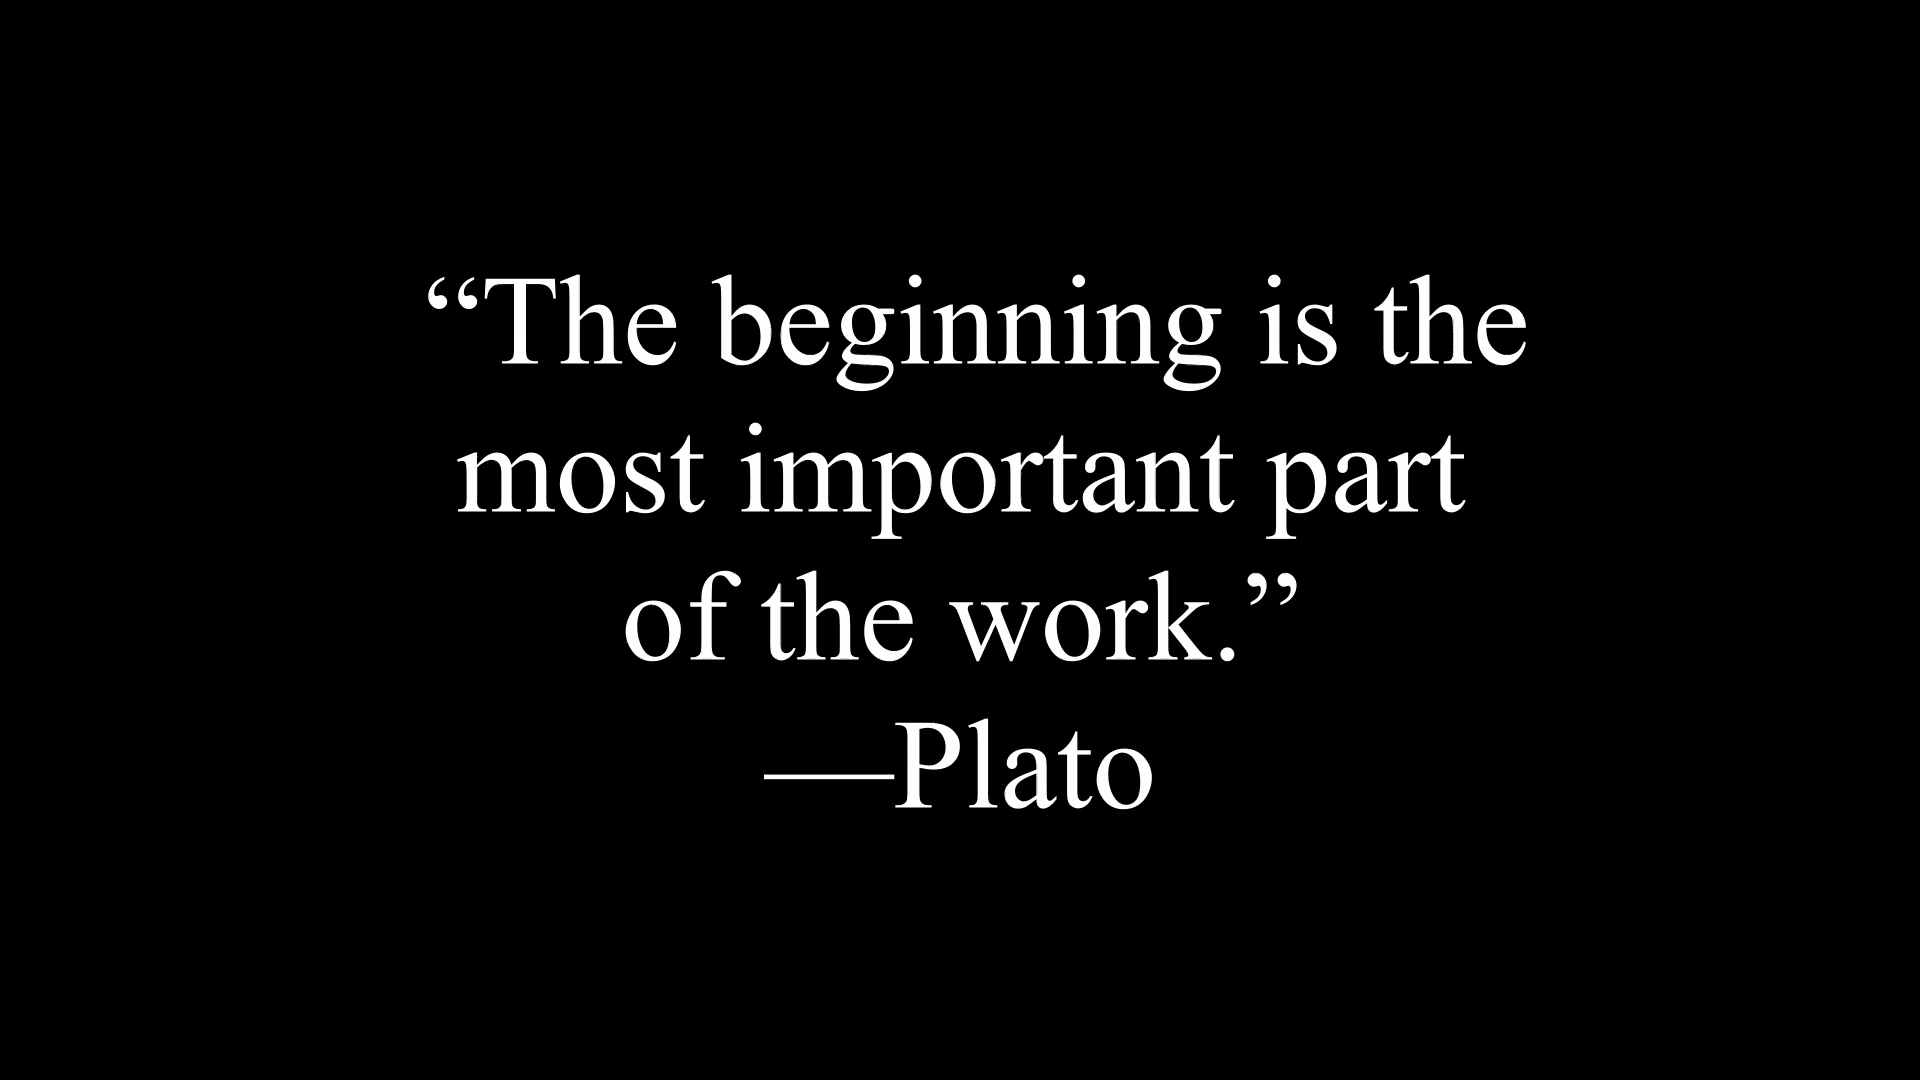 “The beginning is the
most important part
of the work.”
—Plato